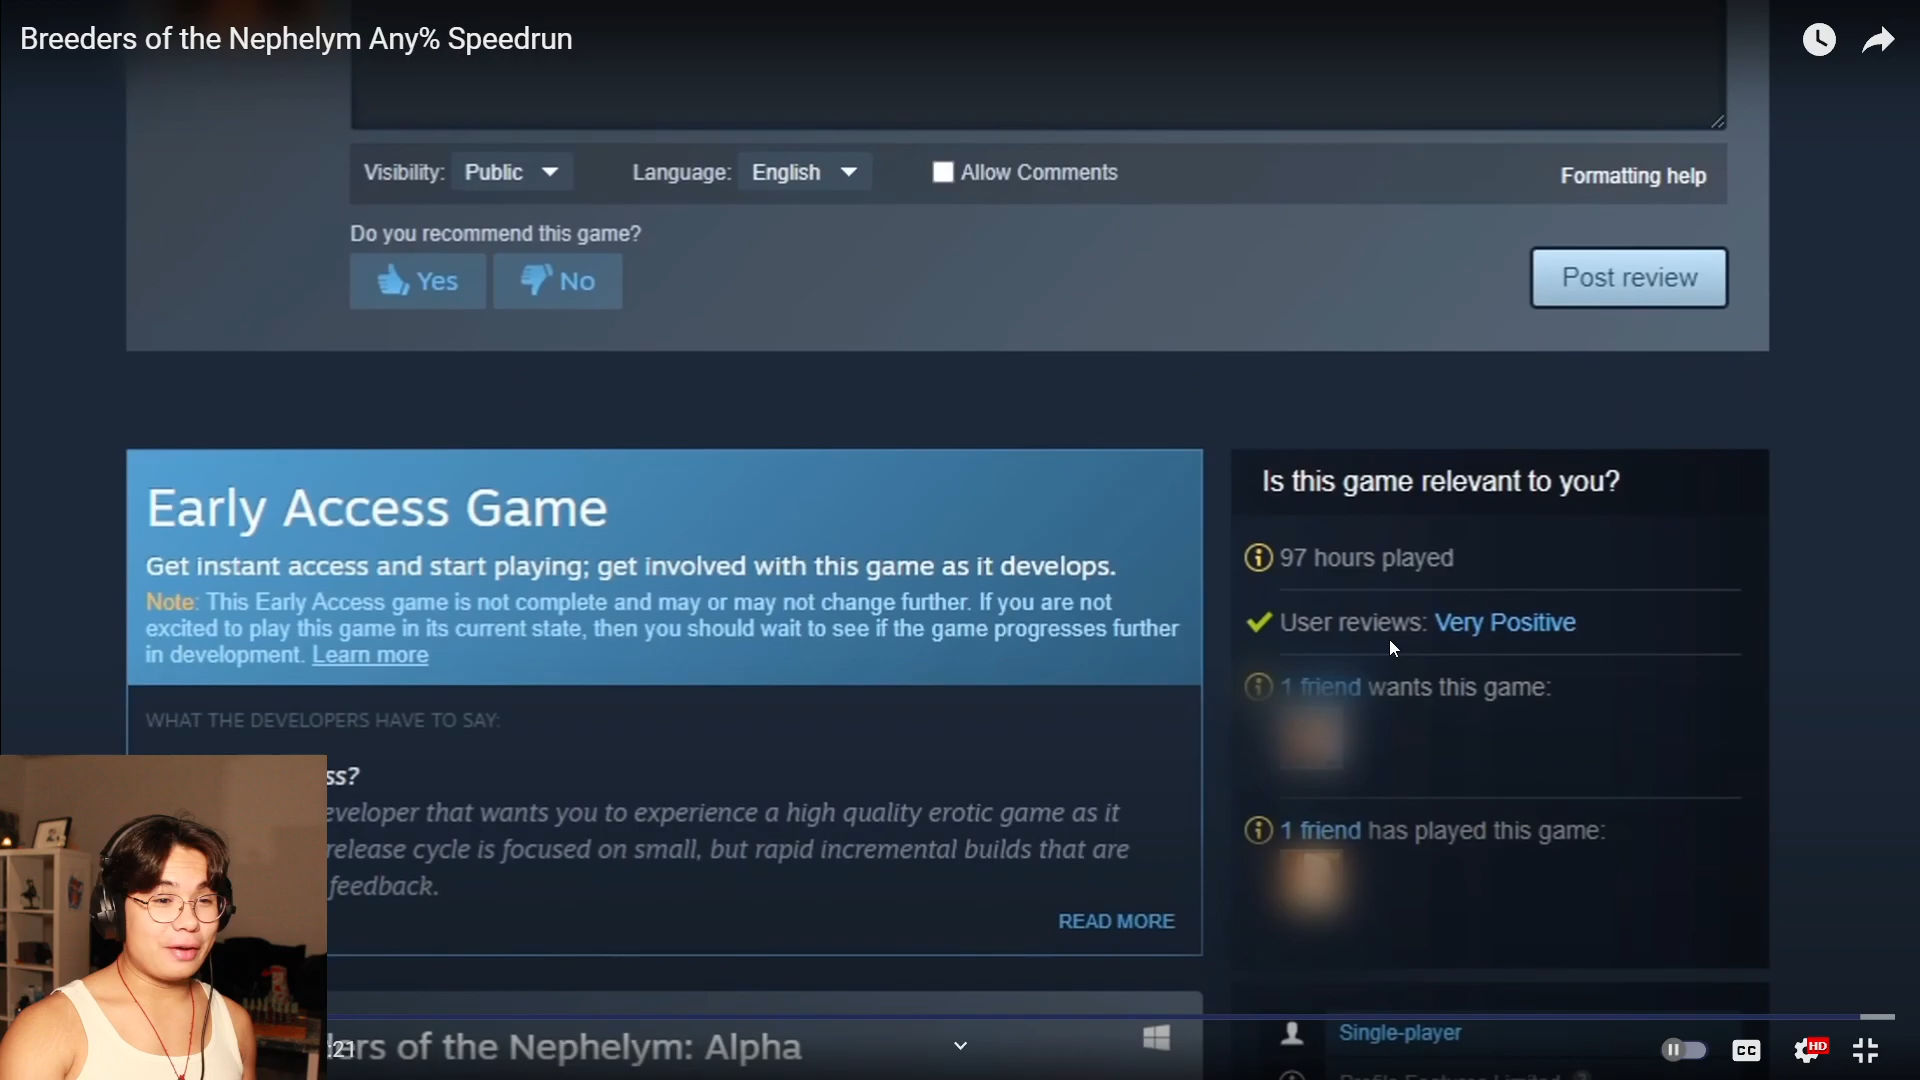 Breeders of the Nephelym Any% Speedrun
Visibility: Public Language: English Allow Comments Formatting help
Do you recommend this game?
Yes No
Post review
Early Access Game
Get instant access and start playing; get involved with this game as it develops.
Note: This Early Access game is not complete and may or may not change further. If you are not
excited to play this game in its current state, then you should wait to see if the game progresses further
in development. Learn more
WHAT THE DEVELOPERS HAVE TO SAY:
ss?
eveloper that wants you to experience a high quality erotic game as it
release cycle is focused on small, but rapid incremental builds that are
feedback.
READ MORE
Is this game relevant to you?
97 hours played
User reviews: Very Positive
1 friend wants this game:
1 friend has played this game:
:21
rs of the Nephelym: Alpha
Single-player
CC
HD